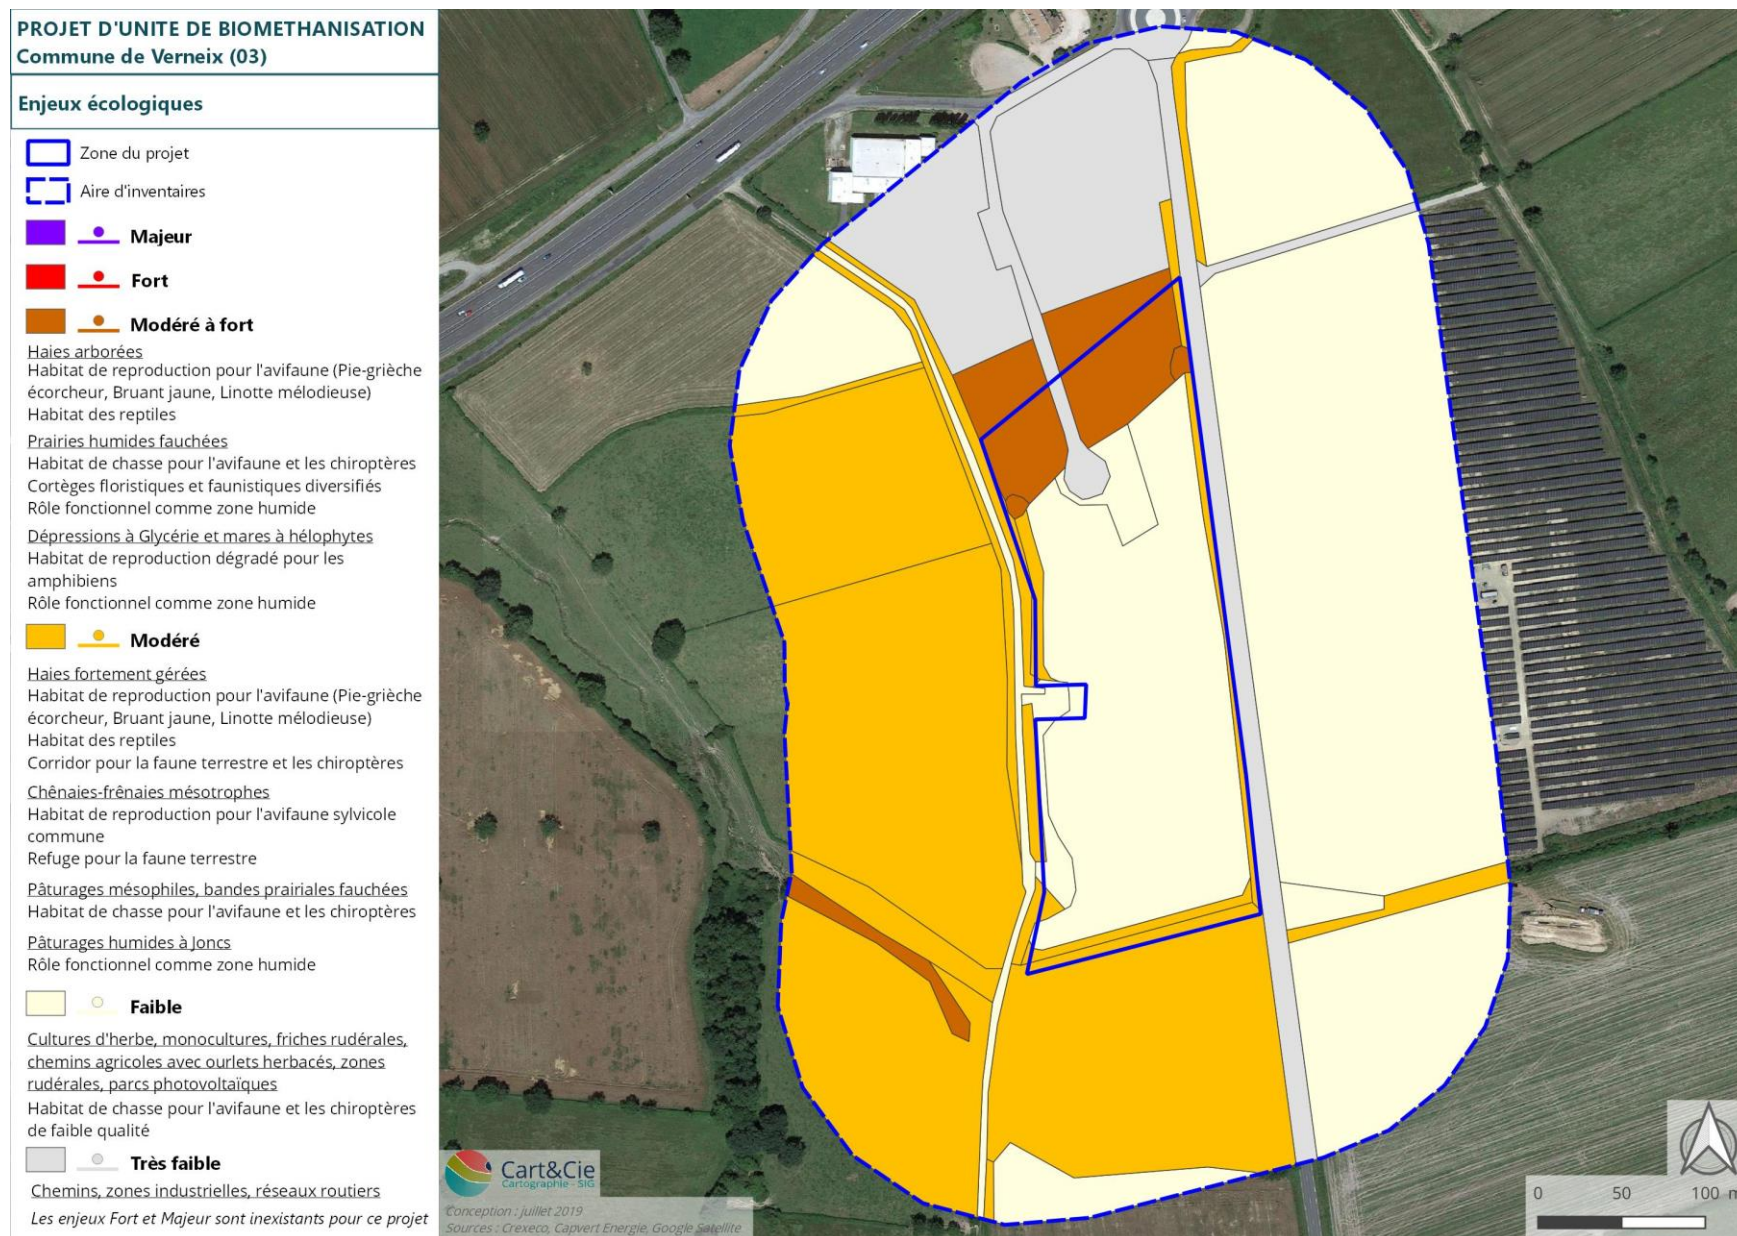 PROJET D'UNITE DE BIOMETHANISATION
Commune de Verneix (03)
Enjeux écologiques
Zone du projet
Aire d'inventaires
Majeur
Fort
Modéré à fort
Haies arborées
Habitat de reproduction pour l'avifaune (Pie-grièche
écorcheur, Bruant jaune, Linotte mélodieuse)
Habitat des reptiles
Prairies humides fauchées
Habitat de chasse pour l'avifaune et les chiroptères
Cortèges floristiques et faunistiques diversifiés
Rôle fonctionnel comme zone humide
Dépressions à Glycérie et mares à hélophytes
Habitat de reproduction dégradé pour les
amphibiens
Rôle fonctionnel comme zone humide
Modéré
Haies fortement gérées
Habitat de reproduction pour l'avifaune (Pie-grièche
écorcheur, Bruant jaune, Linotte mélodieuse)
Habitat des reptiles
Corridor pour la faune terrestre et les chiroptères
Chênaies-frênaies mésotrophes
Habitat de reproduction pour l'avifaune sylvicole
commune
Refuge pour la faune terrestre
Pâturages mésophiles, bandes prairiales fauchées
Habitat de chasse pour l'avifaune et les chiroptères
Pâturages humides à Joncs
Rôle fonctionnel comme zone humide
Faible
Cultures d'herbe, monocultures, friches rudérales,
chemins agricoles avec ourlets herbacés, zones
rudérales, parcs photovoltaïques
Habitat de chasse pour l'avifaune et les chiroptères
de faible qualité
Très faible
Chemins, zones industrielles, réseaux routiers
Les enjeux Fort et Majeur sont inexistants pour ce projet
Cart&Cie
Cartographie - SIG
Conception : juillet 2019
Sources : Crexeco, Capvert Energie, Google Satellite
0 50 100 m